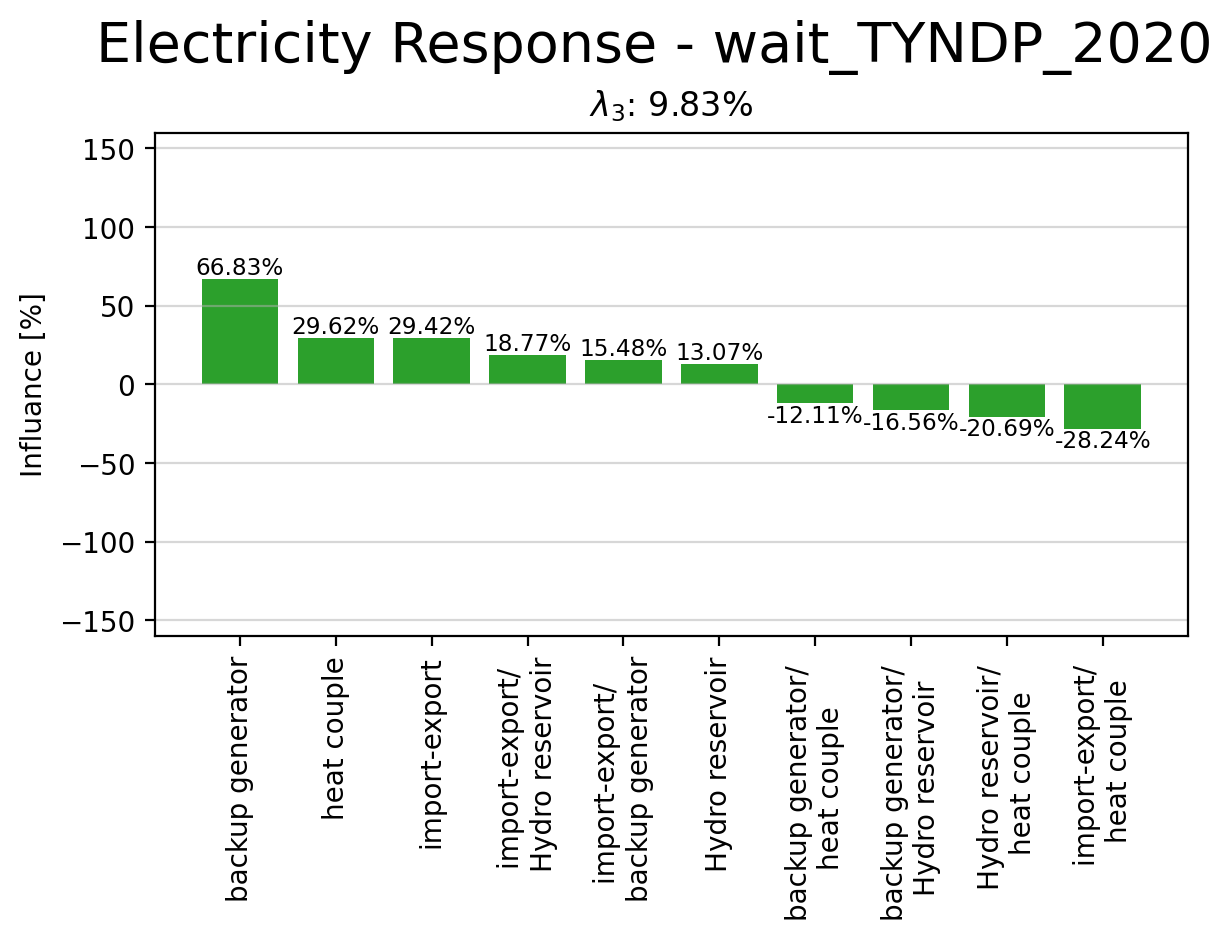 Electricity Response - wait_TYNDP_2020
λ3: 9.83%
Influance [%]
150
100
50
0
−50
−100
−150
66.83%
29.62%
29.42%
18.77%
15.48%
13.07%
-12.11%
-16.56%
-20.69%
-28.24%
backup generator
heat couple
import-export
import-export/
Hydro reservoir
import-export/
backup generator
Hydro reservoir
backup generator/
heat couple
backup generator/
Hydro reservoir
Hydro reservoir/
heat couple
import-export/
heat couple